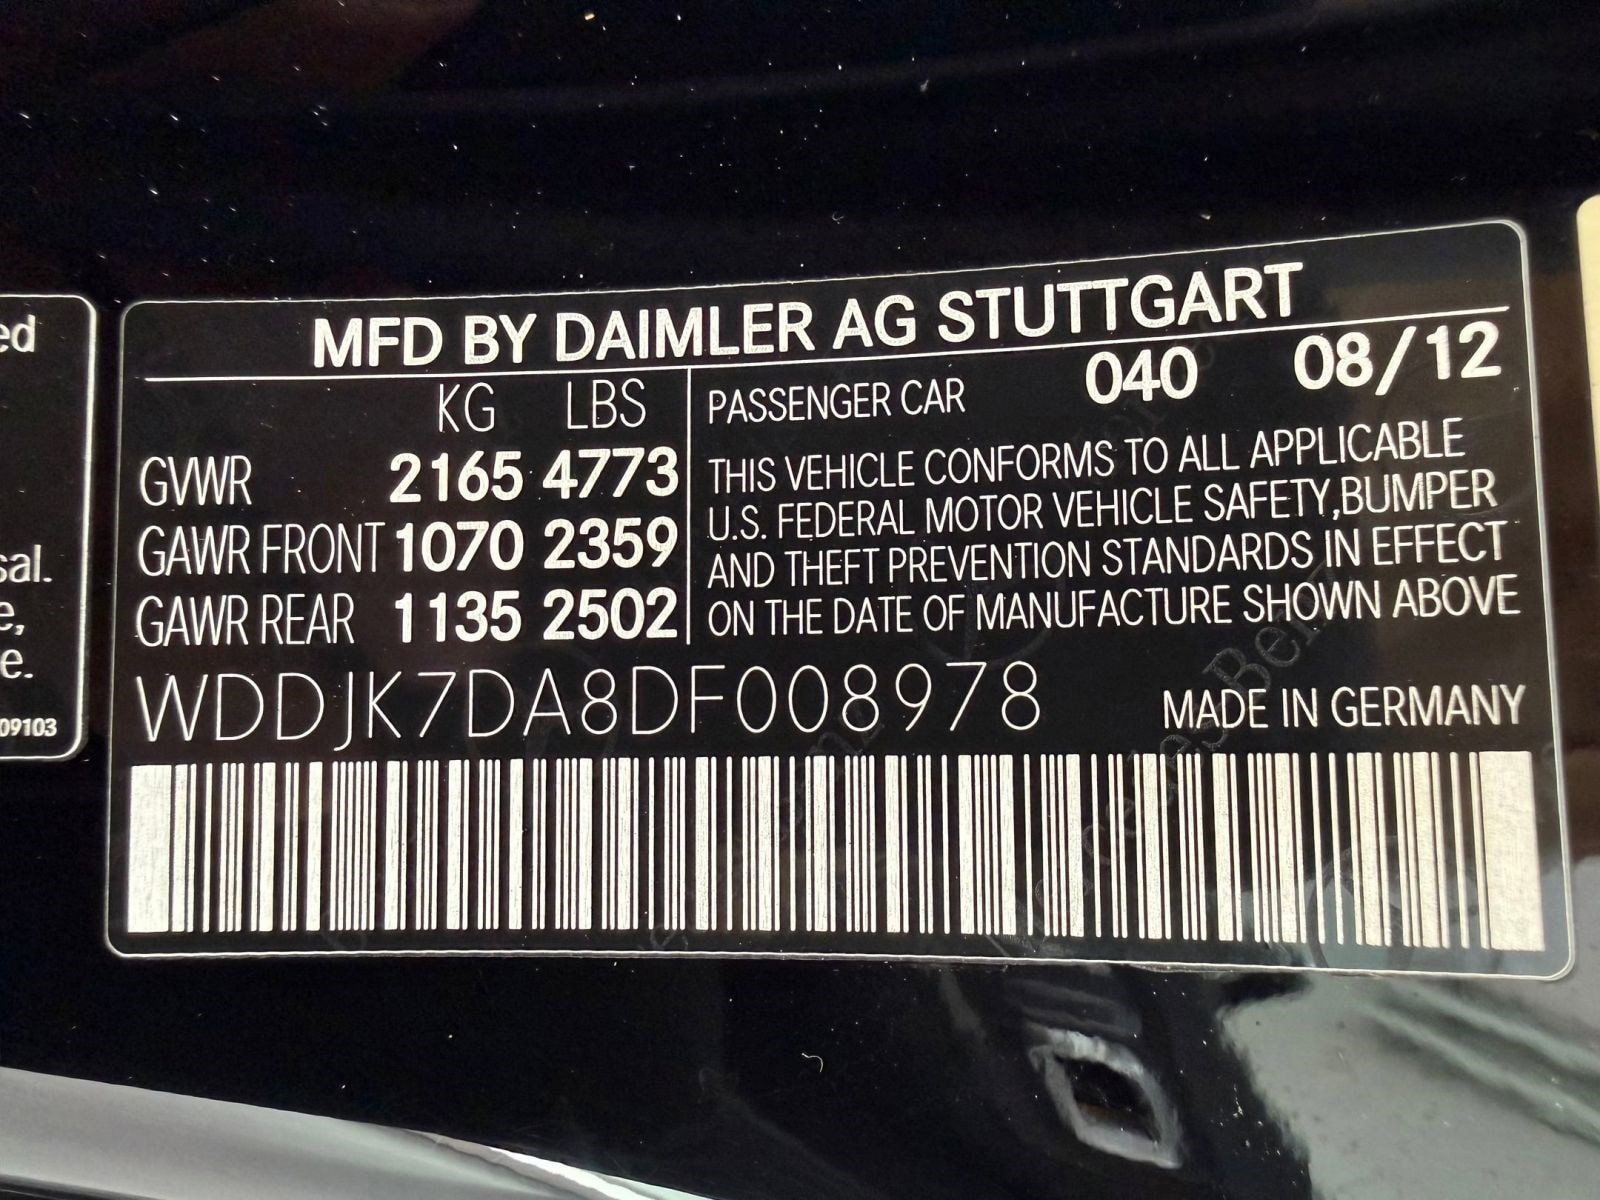 ed
sal.
e,
e.
09103
MFD BY DAIMLER AG STUTTGART
KG LBS
GVWR 2165 4773
GAWR FRONT 1070 2359
GAWR REAR 1135 2502
PASSENGER CAR 040 08/12
THIS VEHICLE CONFORMS TO ALL APPLICABLE
U.S. FEDERAL MOTOR VEHICLE SAFETY,BUMPER
AND THEFT PREVENTION STANDARDS IN EFFECT
ON THE DATE OF MANUFACTURE SHOWN ABOVE
WDDJK7DA8DF008978
MADE IN GERMANY
Mercedes-Benz